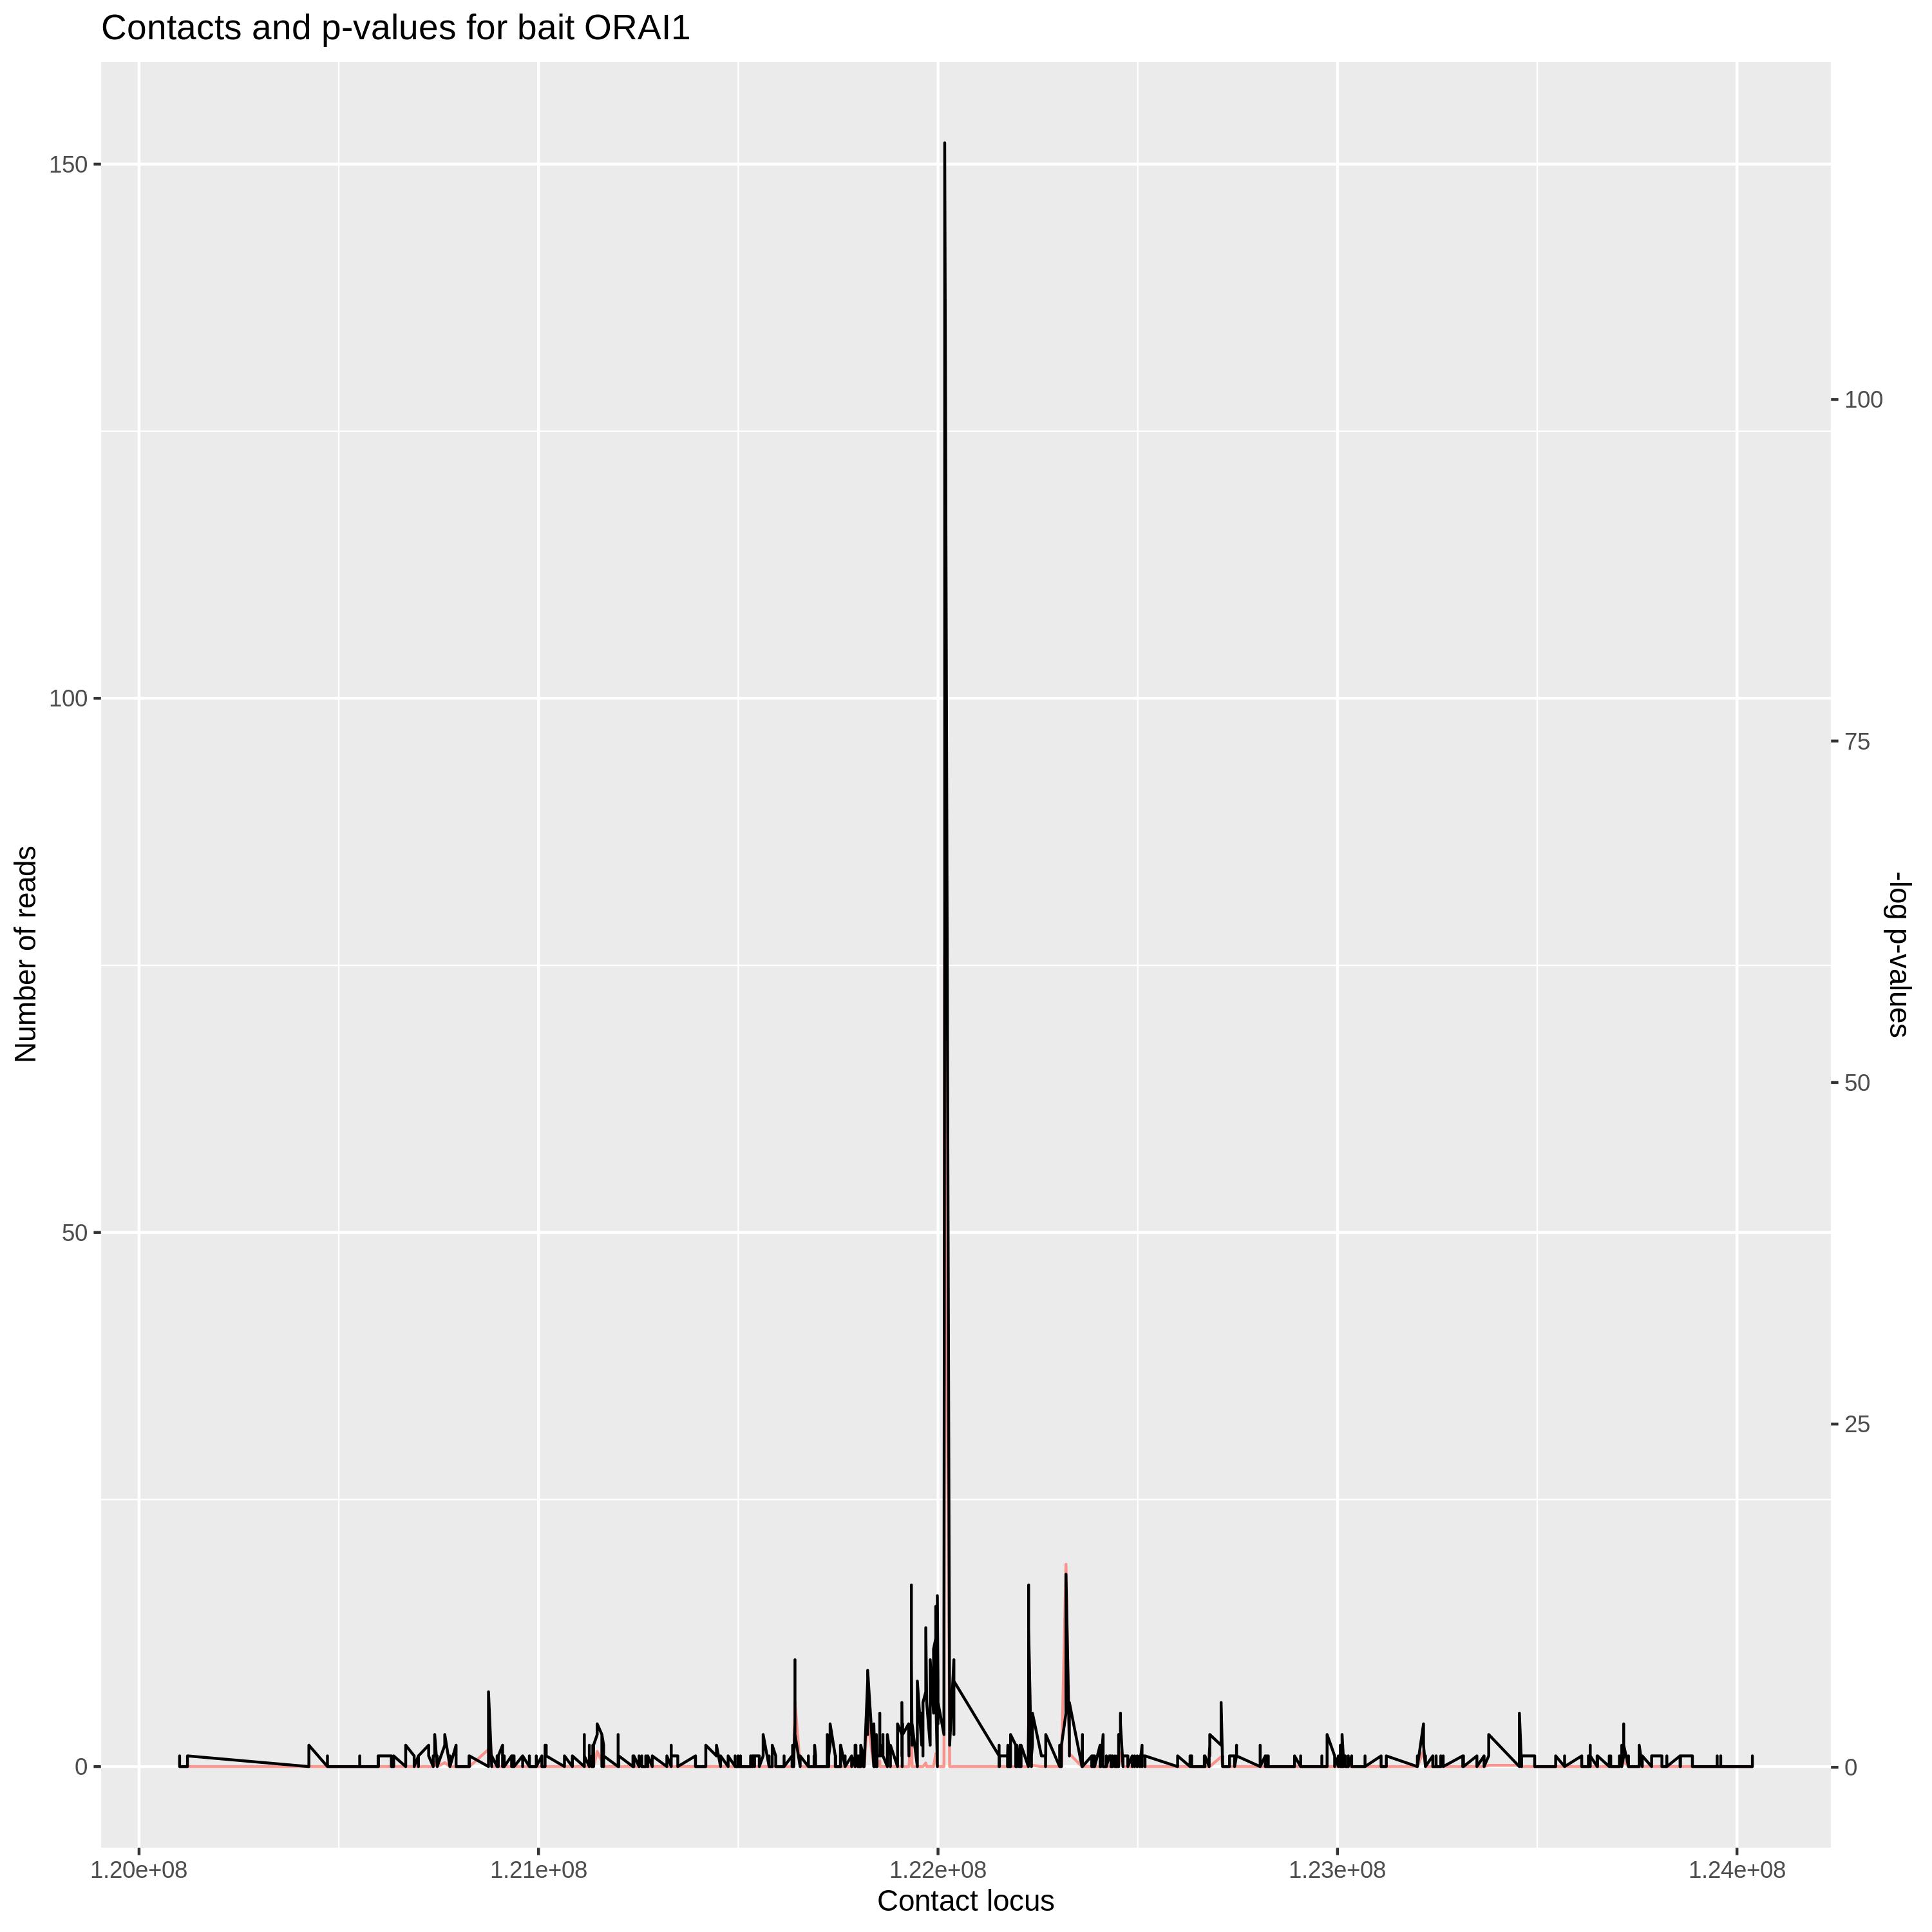 Contacts and p-values for bait ORAI1
150
100
50
0
Number of reads
100
75
50
25
0
-log p-values
1.20e+08
1.21e+08
1.22e+08
1.23e+08
1.24e+08
Contact locus